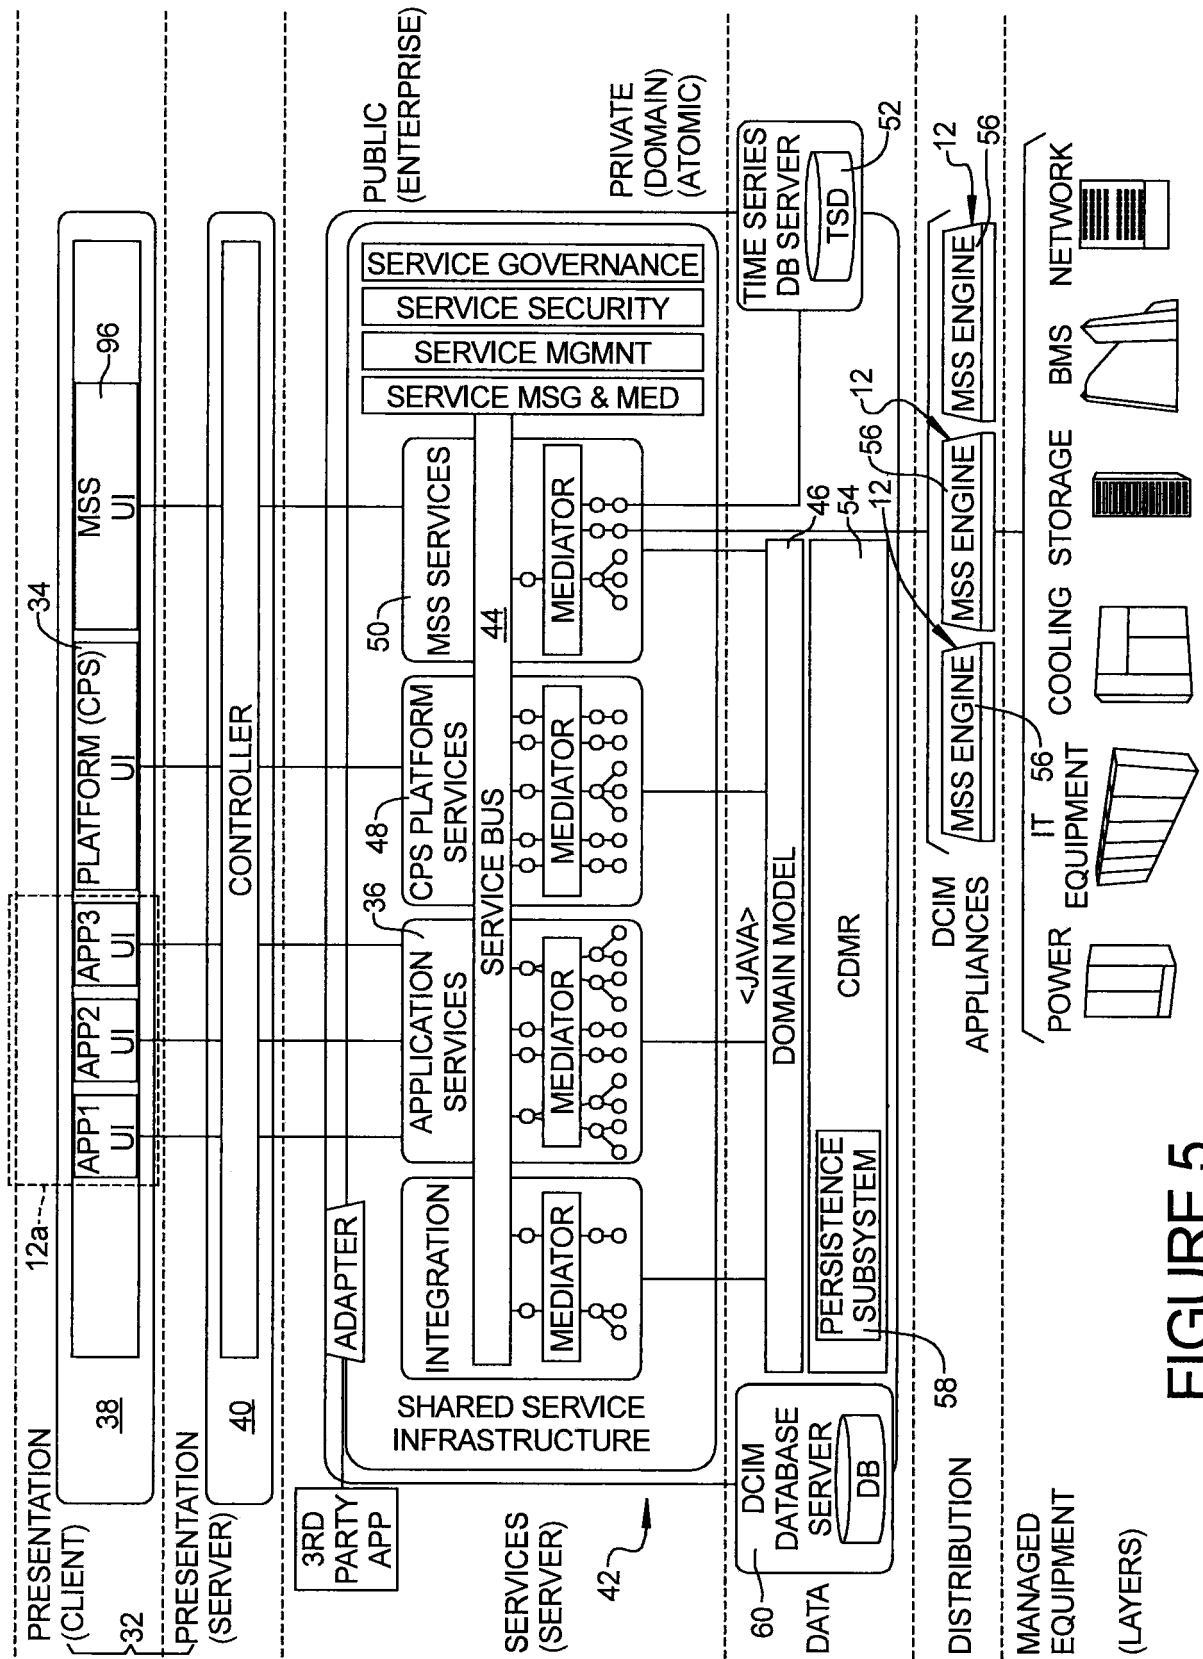 PRESENTATION
(CLIENT)
32
PRESENTATION
(SERVER)
SERVICES
(SERVER)
42
DATA
DISTRIBUTION
MANAGED
EQUIPMENT
(LAYERS)
12a
38
APP1
UI
APP2
UI
APP3
UI
PLATFORM (CPS)
UI
34
MSS
UI
96
40
CONTROLLER
3RD
PARTY
APP
ADAPTER
PUBLIC
(ENTERPRISE)
PRIVATE
(DOMAIN)
(ATOMIC)
SHARED SERVICE
INFRASTRUCTURE
INTEGRATION
MEDIATOR
APPLICATION
SERVICES
36
MEDIATOR
48
CPS PLATFORM
SERVICES
MEDIATOR
50
MSS SERVICES
MEDIATOR
SERVICE BUS
44
SERVICE GOVERNANCE
SERVICE SECURITY
SERVICE MGMNT
SERVICE MSG & MED
60
DCIM
DATABASE
SERVER
DB
<JAVA>
DOMAIN MODEL
46
PERSISTENCE
SUBSYSTEM
58
CDMR
54
TIME SERIES
DB SERVER
TSD
52
DCIM
APPLIANCES
MSS ENGINE
12
56
MSS ENGINE
12
56
MSS ENGINE
12
56
POWER
IT
EQUIPMENT
COOLING
STORAGE
BMS
NETWORK
FIGURE 5